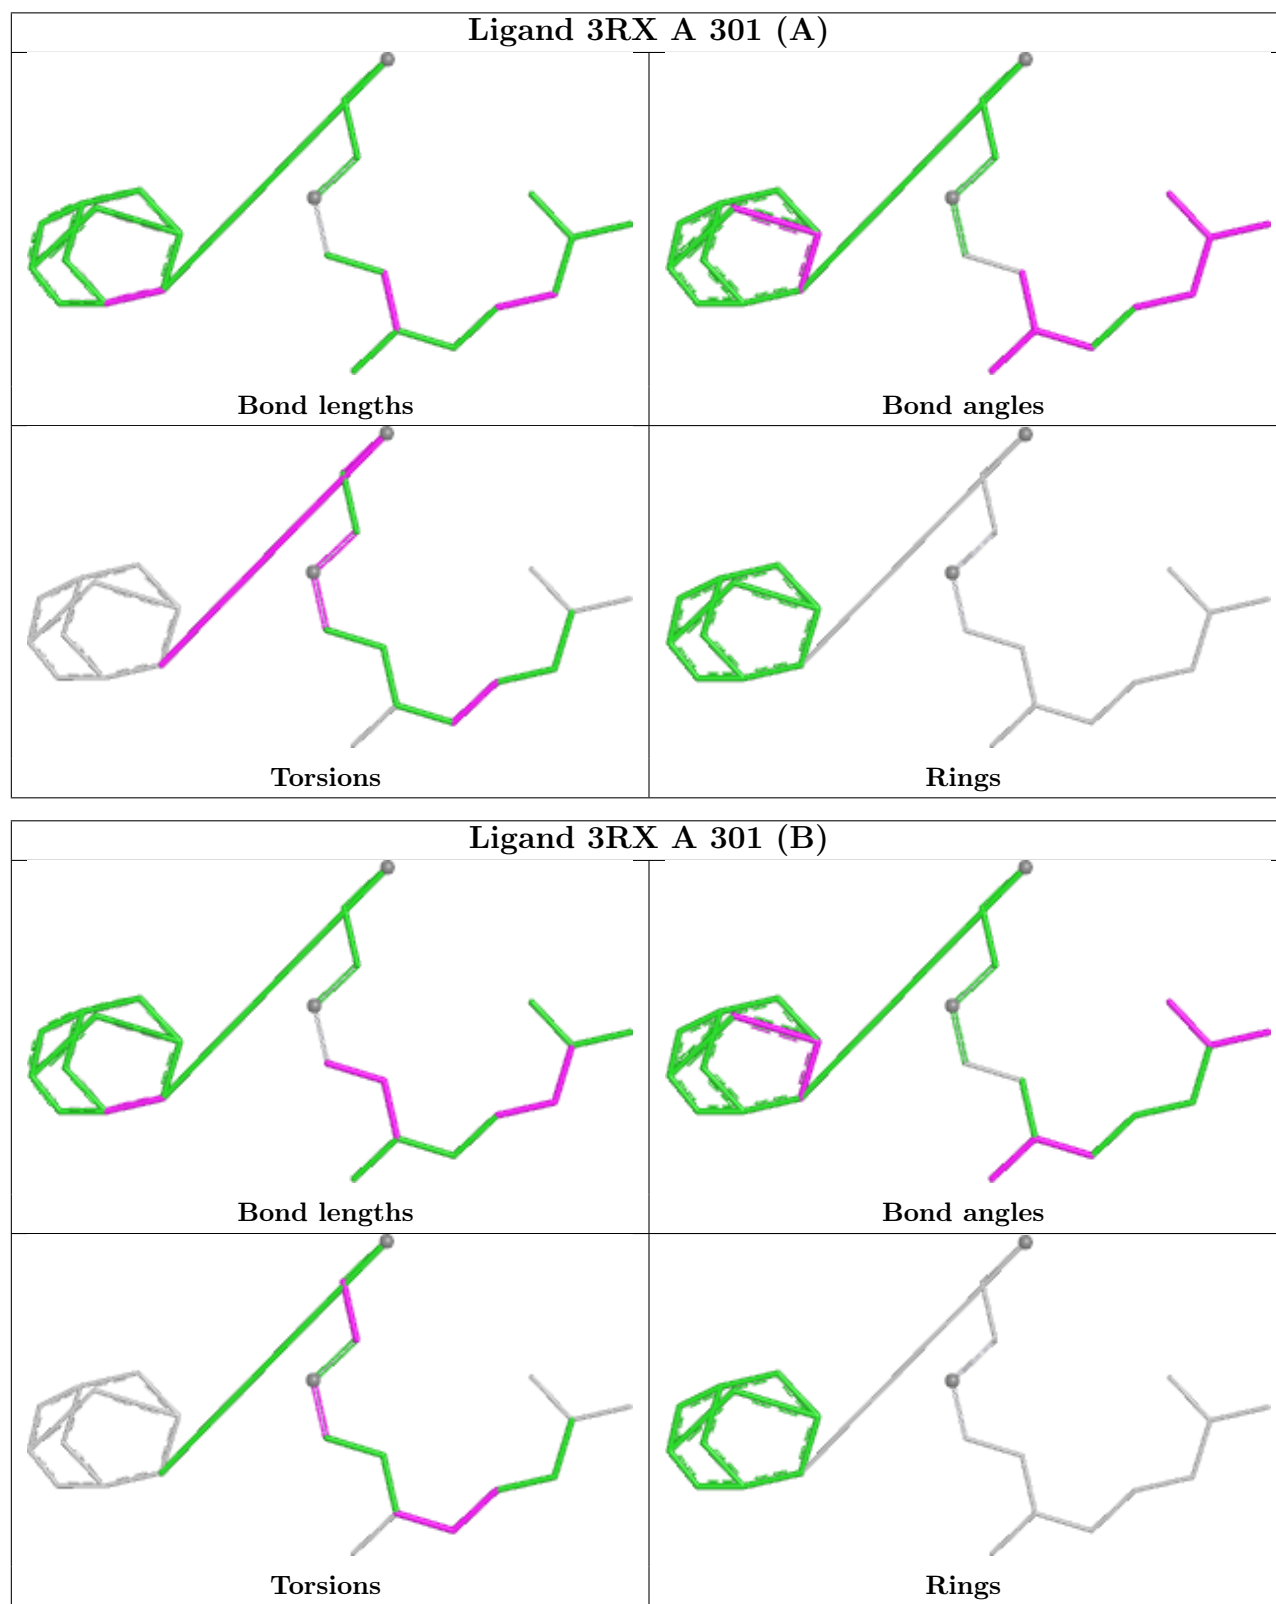 Ligand 3RX A 301 (A)
Bond lengths
Bond angles
Torsions
Rings
Ligand 3RX A 301 (B)
Bond lengths
Bond angles
Torsions
Rings